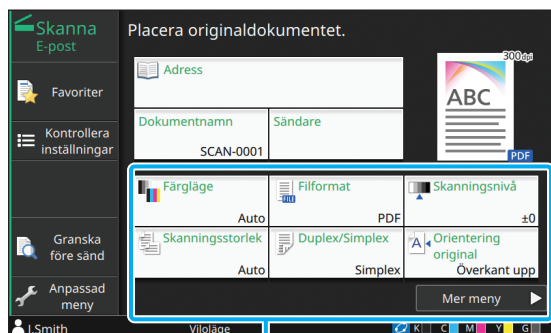 Skanna
E-post
Placera originaldokumentet.
300dpi
Adress
ABC
PDF
Favoriter
Dokumentnamn
SCAN-0001
Sändare
Kontrollera
inställningar
Färgläge
Auto
Filformat
FILE
PDF
Skanningsnivå
±0
Skanningsstorlek
Auto
Duplex/Simplex
Simplex
A
Orientering
original
Överkant upp
Granska
före sänd
Anpassad
meny
Mer meny
J.Smith
Viloläge
K
C
M
Y
G